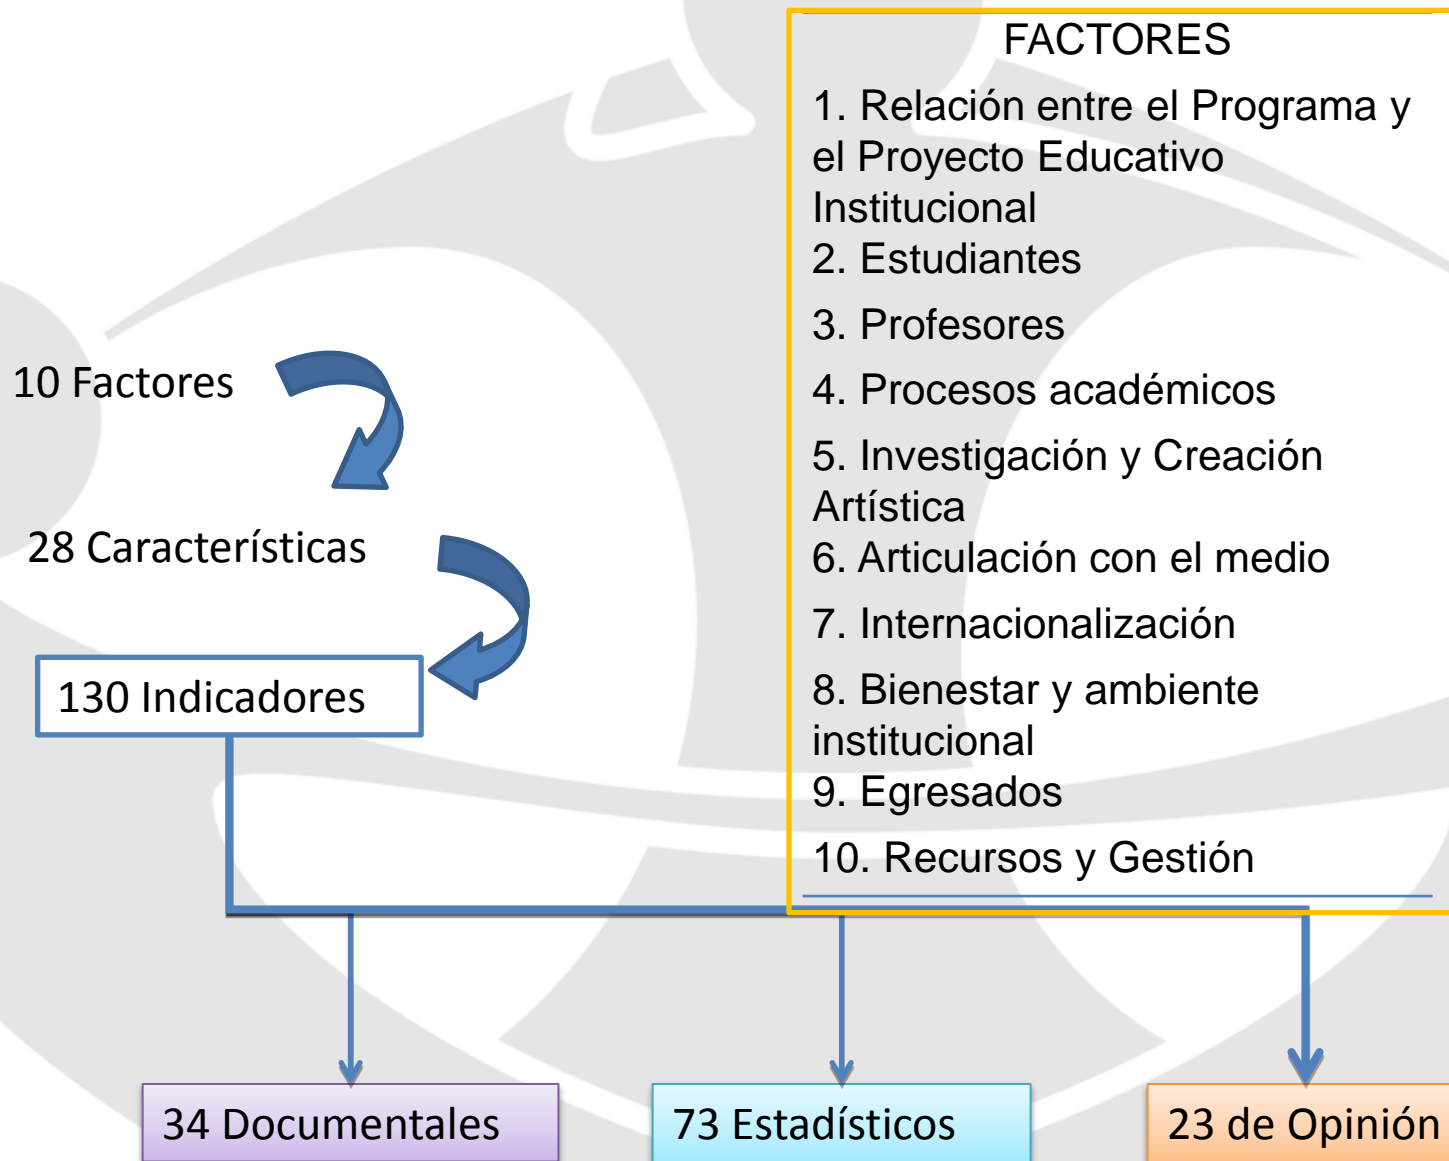 FACTORES
1. Relación entre el Programa y
el Proyecto Educativo
Institucional
2. Estudiantes
3. Profesores
4. Procesos académicos
5. Investigación y Creación
Artística
6. Articulación con el medio
7. Internacionalización
8. Bienestar y ambiente
institucional
9. Egresados
10. Recursos y Gestión
10 Factores
28 Características
130 Indicadores
34 Documentales
73 Estadísticos
23 de Opinión